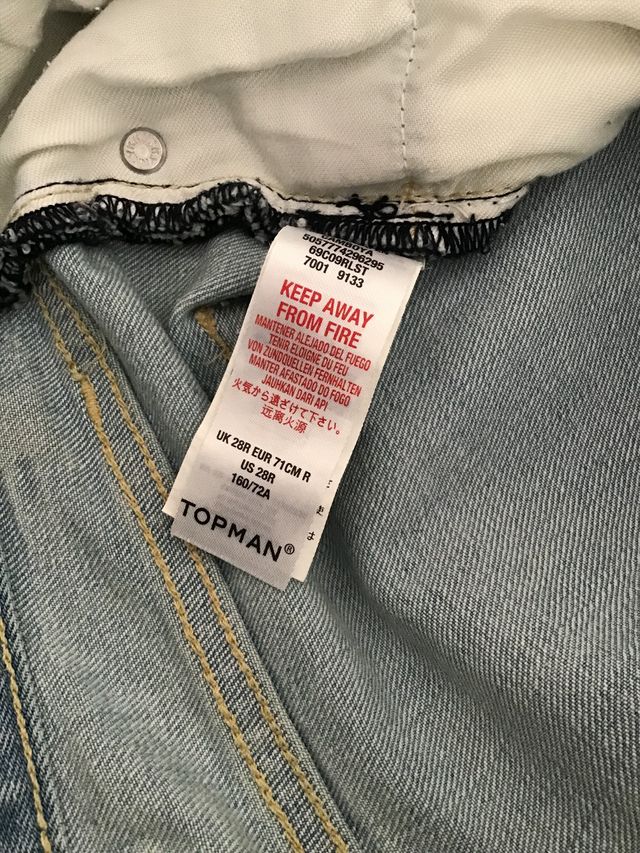 5057774296295
69C09RLST
7001 9133
KEEP AWAY
FROM FIRE
MANTENER ALEJADO DEL FUEGO
TENIR ELOIGNE DU FEU
VON ZUNDQUELLEN FERNHALTEN
MANTER AFASTADO DO FOGO
JAUHKAN DARI API
火気から遠ざけて下さい。
远离火源
UK 28R EUR 71CM R
US 28R
160/72A
TOPMAN®